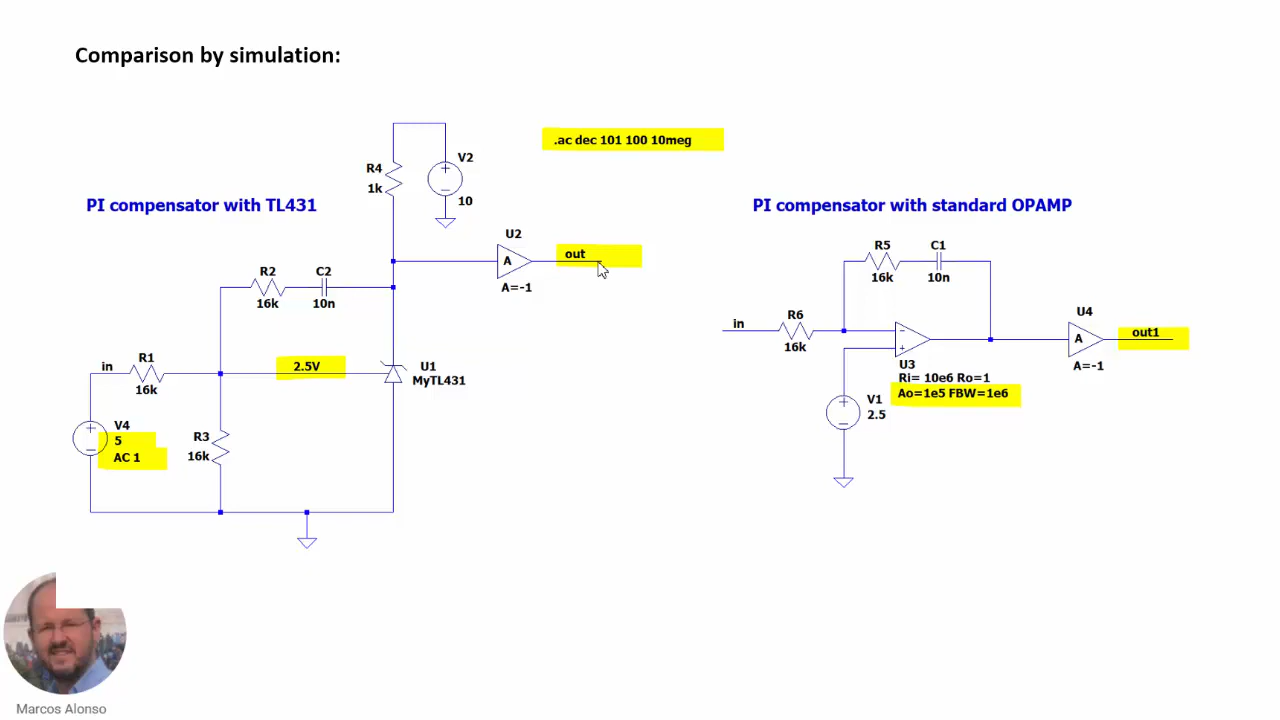 Comparison by simulation:
.ac dec 101 100 10meg
PI compensator with TL431
R4
1k
V2
10
U2
A
A=-1
out
R2
16k
C2
10n
in
R1
16k
2.5V
U1
MyTL431
V4
5
AC 1
R3
16k
PI compensator with standard OPAMP
R5
16k
C1
10n
in
R6
16k
U3
Ri= 10e6 Ro=1
Ao=1e5 FBW=1e6
V1
2.5
U4
A
A=-1
out1
Marcos Alonso